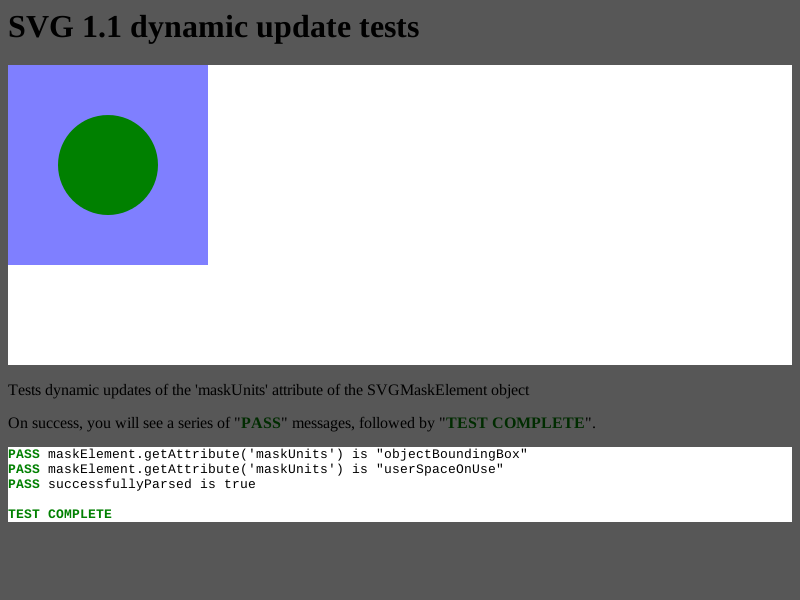 SVG 1.1 dynamic update tests
Tests dynamic updates of the 'maskUnits' attribute of the SVGMaskElement object
On success, you will see a series of "PASS" messages, followed by "TEST COMPLETE".
PASS maskElement.getAttribute('maskUnits') is "objectBoundingBox"
PASS maskElement.getAttribute('maskUnits') is "userSpaceOnUse"
PASS successfullyParsed is true
TEST COMPLETE